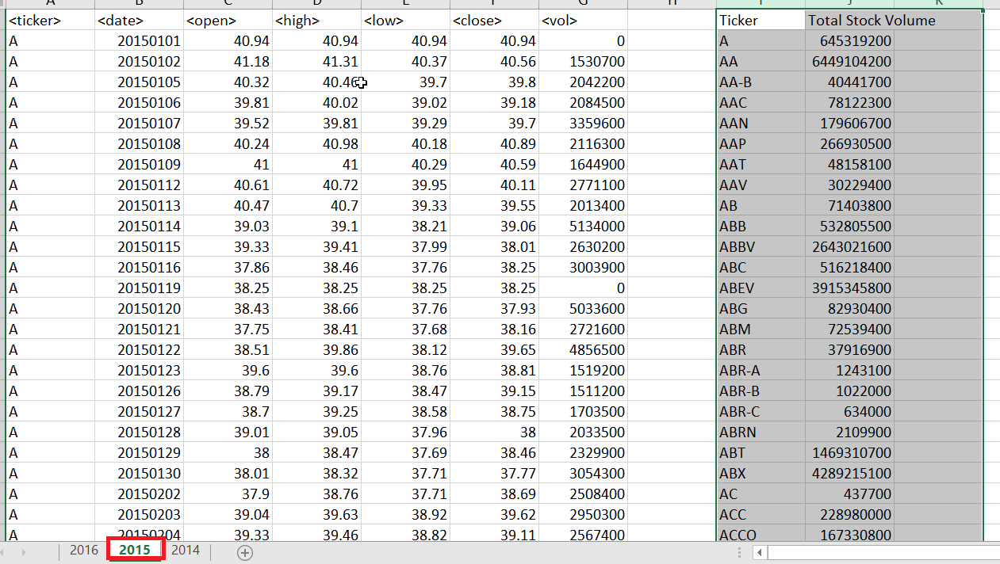 A B C D E F G H I J K
<ticker> <date> <open> <high> <low> <close> <vol> Ticker Total Stock Volume
A 20150101 40.94 40.94 40.94 40.94 0 A 645319200
A 20150102 41.18 41.31 40.37 40.56 1530700 AA 6449104200
A 20150105 40.32 40.46 39.7 39.8 2042200 AA-B 40441700
A 20150106 39.81 40.02 39.02 39.18 2084500 AAC 78122300
A 20150107 39.52 39.81 39.29 39.7 3359600 AAN 179606700
A 20150108 40.24 40.98 40.18 40.89 2116300 AAP 266930500
A 20150109 41 41 40.29 40.59 1644900 AAT 48158100
A 20150112 40.61 40.72 39.95 40.11 2771100 AAV 30229400
A 20150113 40.47 40.7 39.33 39.55 2013400 AB 71403800
A 20150114 39.03 39.1 38.21 39.06 5134000 ABB 532805500
A 20150115 39.33 39.41 37.99 38.01 2630200 ABBV 2643021600
A 20150116 37.86 38.46 37.76 38.25 3003900 ABC 516218400
A 20150119 38.25 38.25 38.25 38.25 0 ABEV 3915345800
A 20150120 38.43 38.66 37.76 37.93 5033600 ABG 82930400
A 20150121 37.75 38.41 37.68 38.16 2721600 ABM 72539400
A 20150122 38.51 39.86 38.12 39.65 4856500 ABR 37916900
A 20150123 39.6 39.6 38.76 38.81 1519200 ABR-A 1243100
A 20150126 38.79 39.17 38.47 39.15 1511200 ABR-B 1022000
A 20150127 38.7 39.25 38.58 38.75 1703500 ABR-C 634000
A 20150128 39.01 39.05 37.96 38 2033500 ABRN 2109900
A 20150129 38 38.47 37.69 38.46 2329900 ABT 1469310700
A 20150130 38.01 38.32 37.71 37.77 3054300 ABX 4289215100
A 20150202 37.9 38.76 37.71 38.69 2508400 AC 437700
A 20150203 39.04 39.63 38.92 39.62 2950300 ACC 228980000
A 20150204 39.33 39.46 38.82 39.11 2567400 ACCO 167330800
2016 2015 2014